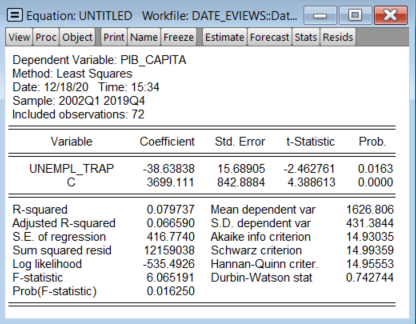 Equation: UNTITLED Workfile: DATE_EVIEWS::Dat...
View Proc Object Print Name Freeze Estimate Forecast Stats Resids
Dependent Variable: PIB_CAPITA
Method: Least Squares
Date: 12/18/20 Time: 15:34
Sample: 2002Q1 2019Q4
Included observations: 72
Variable Coefficient Std. Error t-Statistic Prob.
UNEMPL_TRAP -38.63838 15.68905 -2.462761 0.0163
C 3699.111 842.8884 4.388613 0.0000
R-squared 0.079737 Mean dependent var 1626.806
Adjusted R-squared 0.066590 S.D. dependent var 431.3844
S.E. of regression 416.7740 Akaike info criterion 14.93035
Sum squared resid 12159038 Schwarz criterion 14.99359
Log likelihood -535.4926 Hannan-Quinn criter. 14.95553
F-statistic 6.065191 Durbin-Watson stat 0.742744
Prob(F-statistic) 0.016250